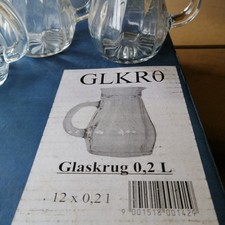 GLKR0
Glaskrug 0,2 L
12 x 0,2 l
9 001518 001429